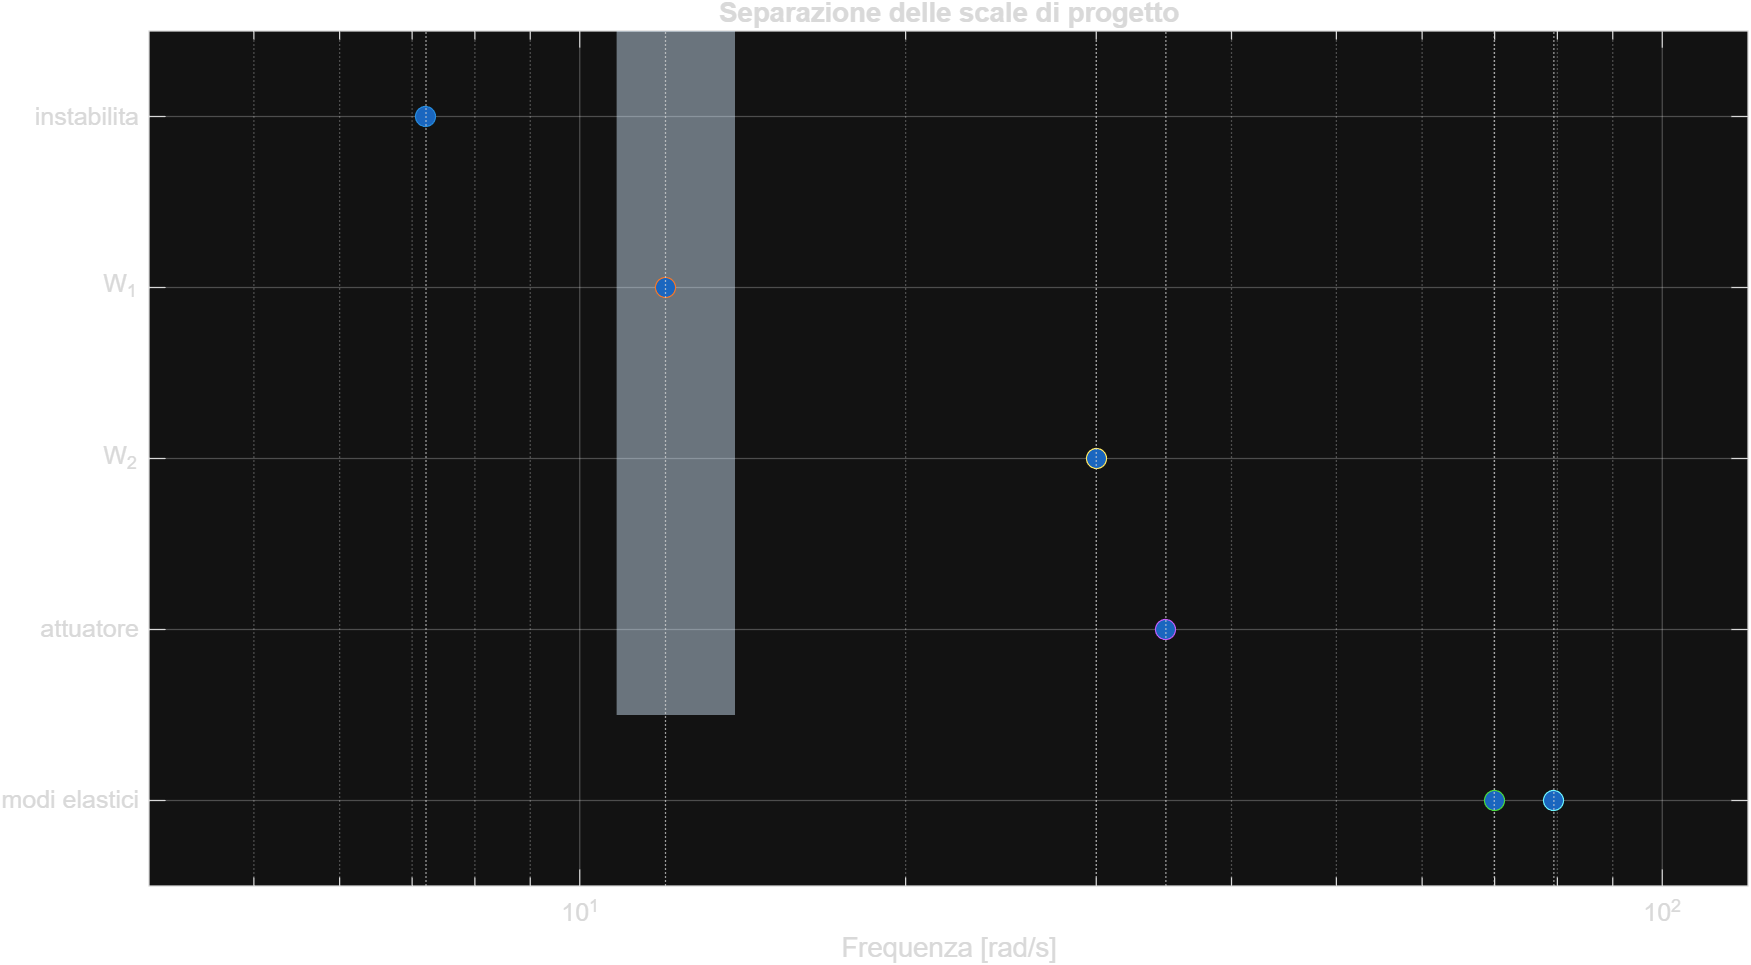 Separazione delle scale di progetto
instabilita
W₁
W₂
attuatore
modi elastici
10¹
10²
Frequenza [rad/s]